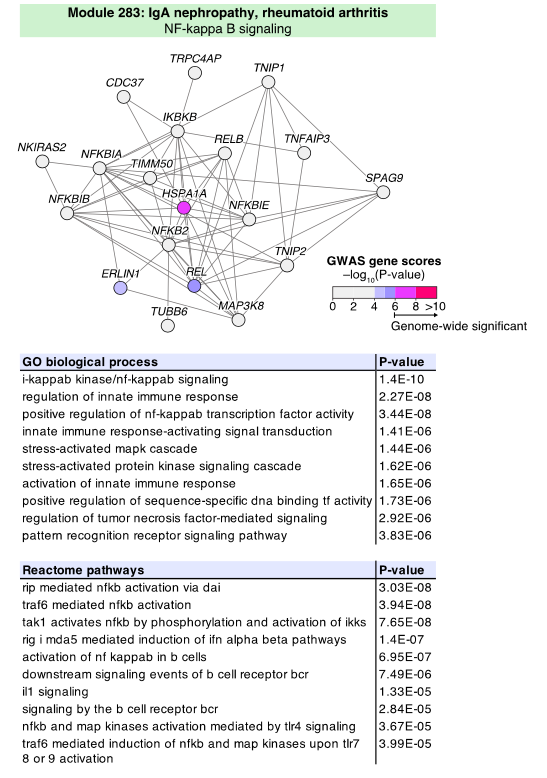 Module 283: IgA nephropathy, rheumatoid arthritis
NF-kappa B signaling
TRPC4AP
TNIP1
CDC37
IKBKB
RELB
TNFAIP3
NKIRAS2
NFKBIA
TIMM50
SPAG9
HSPA1A
NFKBIB
NFKBIE
NFKB2
TNIP2
ERLIN1
REL
MAP3K8
TUBB6
GWAS gene scores
–log10(P-value)
0 2 4 6 8 >10
Genome-wide significant
GO biological process P-value
i-kappab kinase/nf-kappab signaling 1.4E-10
regulation of innate immune response 2.27E-08
positive regulation of nf-kappab transcription factor activity 3.44E-08
innate immune response-activating signal transduction 1.41E-06
stress-activated mapk cascade 1.44E-06
stress-activated protein kinase signaling cascade 1.62E-06
activation of innate immune response 1.65E-06
positive regulation of sequence-specific dna binding tf activity 1.73E-06
regulation of tumor necrosis factor-mediated signaling 2.92E-06
pattern recognition receptor signaling pathway 3.83E-06
Reactome pathways P-value
rip mediated nfkb activation via dai 3.03E-08
traf6 mediated nfkb activation 3.94E-08
tak1 activates nfkb by phosphorylation and activation of ikks 7.65E-08
rig i mda5 mediated induction of ifn alpha beta pathways 1.4E-07
activation of nf kappab in b cells 6.95E-07
downstream signaling events of b cell receptor bcr 7.49E-06
il1 signaling 1.33E-05
signaling by the b cell receptor bcr 2.84E-05
nfkb and map kinases activation mediated by tlr4 signaling 3.67E-05
traf6 mediated induction of nfkb and map kinases upon tlr7 3.99E-05
8 or 9 activation